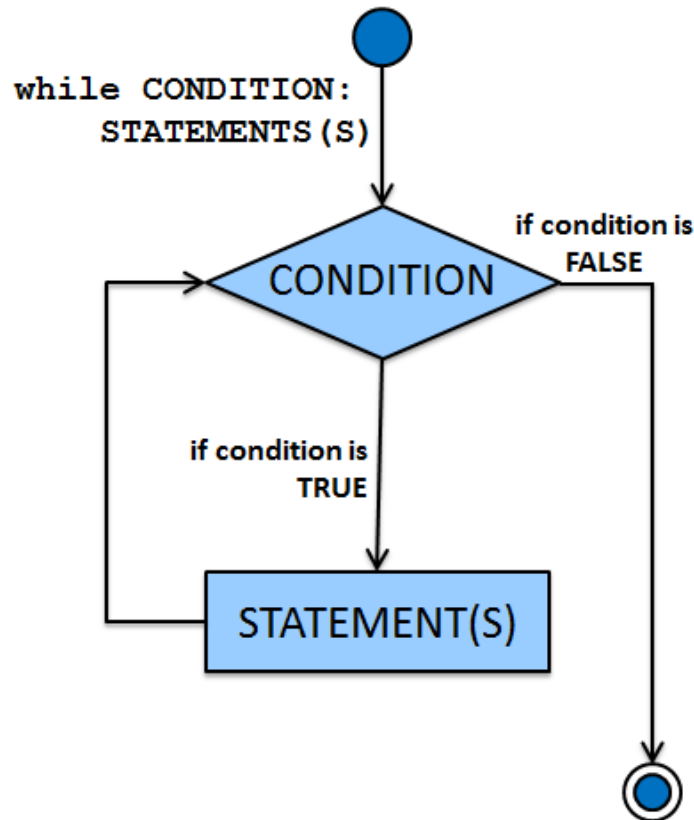 while CONDITION:
STATEMENTS(S)
if condition is
FALSE
CONDITION
if condition is
TRUE
STATEMENT(S)